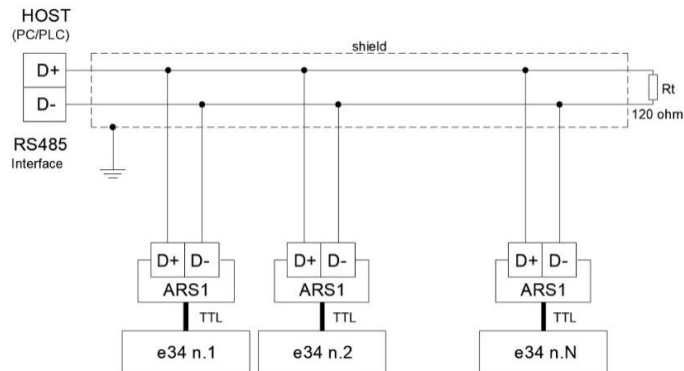 HOST
(PC/PLC)
shield
D+
D-
Rt
120 ohm
RS485
Interface
D+ D- D+ D- D+ D-
ARS1 ARS1 ARS1
TTL TTL TTL
e34 n.1 e34 n.2 e34 n.N